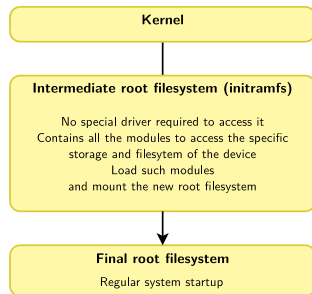 Kernel
Intermediate root filesystem (initramfs)
No special driver required to access it
Contains all the modules to access the specific
storage and filesytem of the device
Load such modules
and mount the new root filesystem
Final root filesystem
Regular system startup